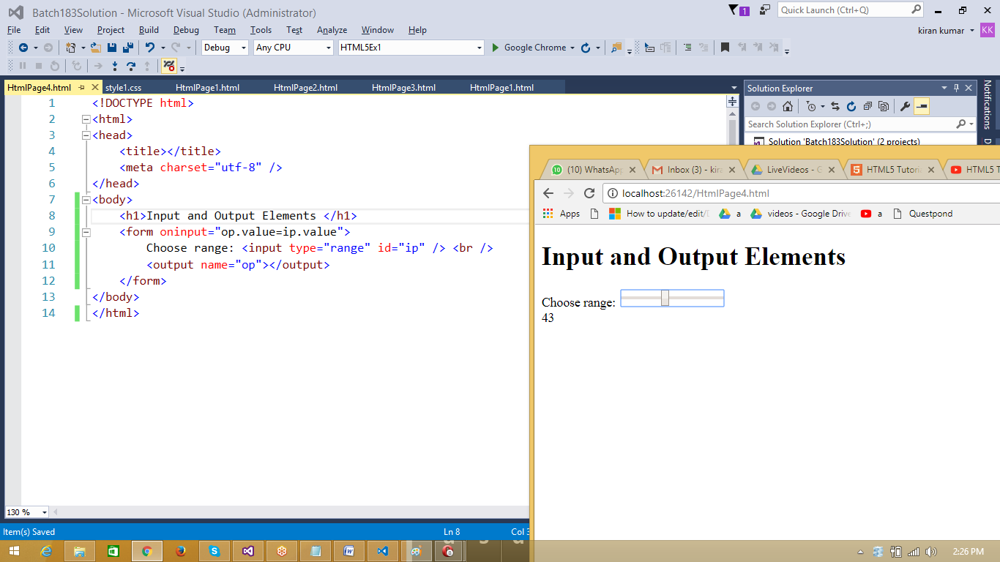 Batch183Solution - Microsoft Visual Studio (Administrator)
1
Quick Launch (Ctrl+Q)
File Edit View Project Build Debug Team Tools Test Analyze Window Help
kiran kumar KK
Debug Any CPU HTML5Ex1 Google Chrome
HtmlPage4.html style1.css HtmlPage1.html HtmlPage2.html HtmlPage3.html HtmlPage1.html
1 <!DOCTYPE html>
2 <html>
3 <head>
4 <title></title>
5 <meta charset="utf-8" />
6 </head>
7 <body>
8 <h1>Input and Output Elements </h1>
9 <form oninput="op.value=ip.value">
10 Choose range: <input type="range" id="ip" /> <br />
11 <output name="op"></output>
12 </form>
13 </body>
14 </html>
Solution Explorer
Search Solution Explorer (Ctrl+;)
Solution 'Batch183Solution' (2 projects)
Notifications
(10) WhatsApp Inbox (3) - kira LiveVideos - G HTML5 Tutori HTML5 T
localhost:26142/HtmlPage4.html
Apps How to update/edit/D a videos - Google Drive a Questpond
Input and Output Elements
Choose range:
43
130 %
Item(s) Saved Ln 8 Col 3
2:26 PM